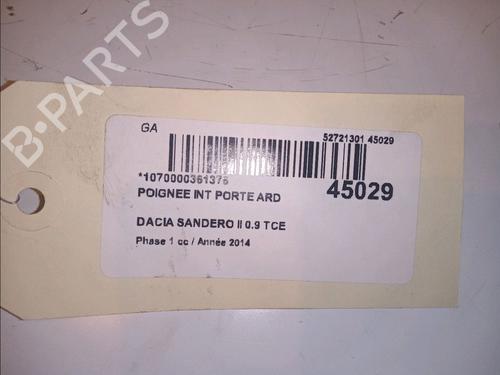 B-PARTS
GA
52721301 45029
*1070000361376
POIGNEE INT PORTE ARD
45029
DACIA SANDERO II 0.9 TCE
Phase 1 cc / Année 2014